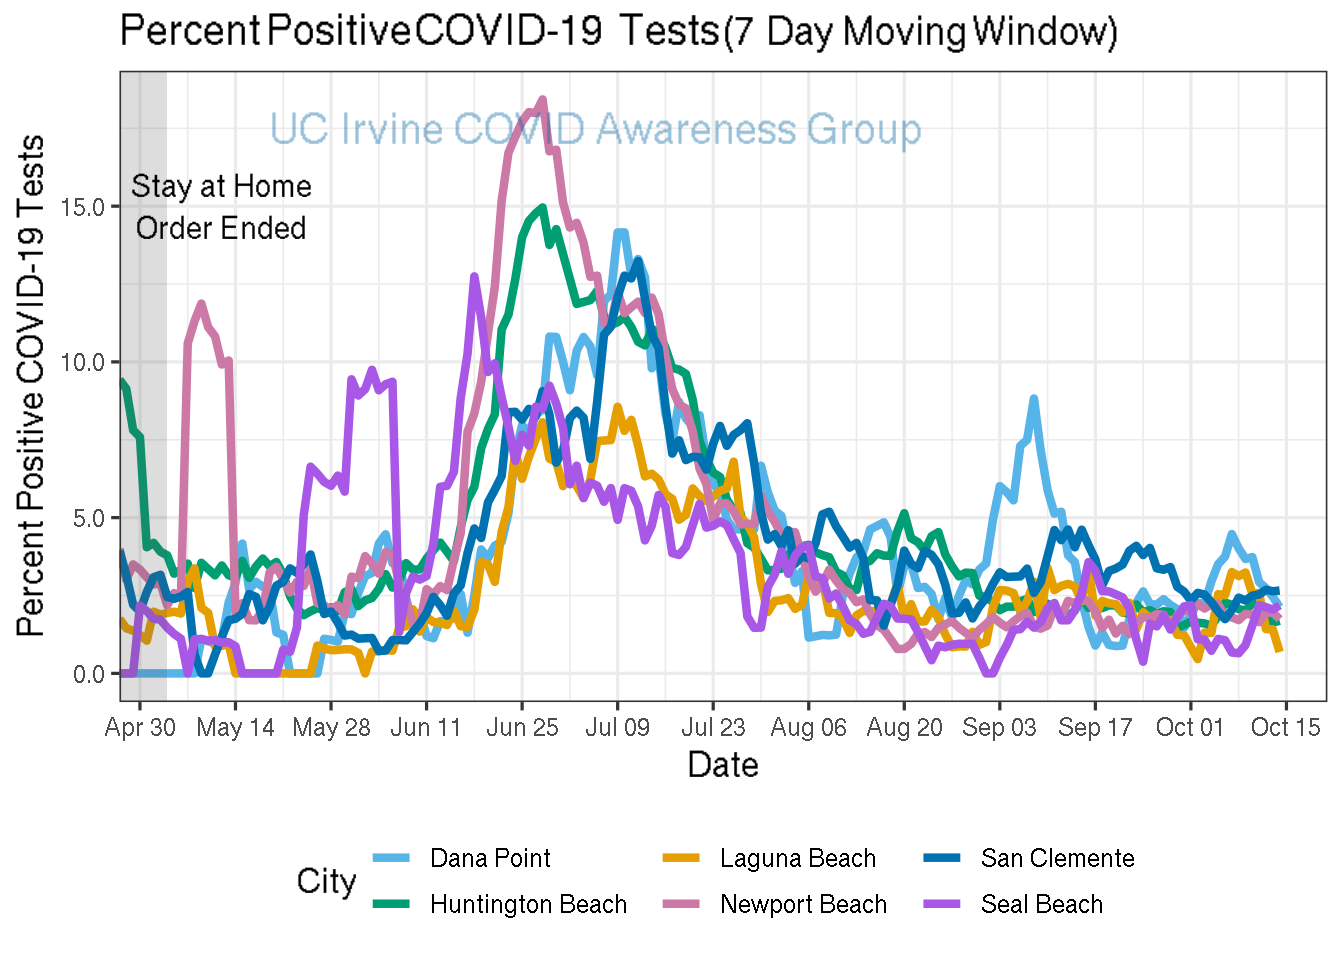 Percent Positive COVID-19 Tests(7 Day Moving Window)
UC Irvine COVID Awareness Group
Stay at Home
Order Ended
Percent Positive COVID-19 Tests
15.0
10.0
5.0
0.0
Apr 30 May 14 May 28 Jun 11 Jun 25 Jul 09 Jul 23 Aug 06 Aug 20 Sep 03 Sep 17 Oct 01 Oct 15
Date
City
Dana Point Laguna Beach San Clemente
Huntington Beach Newport Beach Seal Beach